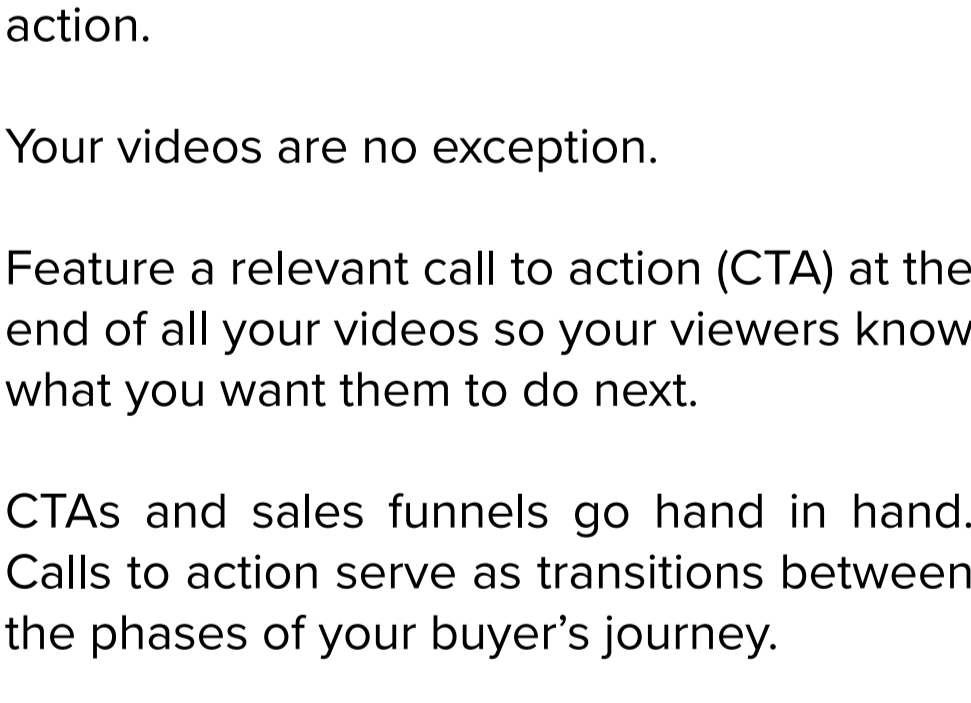 action.
Your videos are no exception.
Feature a relevant call to action (CTA) at the
end of all your videos so your viewers know
what you want them to do next.
CTAs and sales funnels go hand in hand.
Calls to action serve as transitions between
the phases of your buyer’s journey.